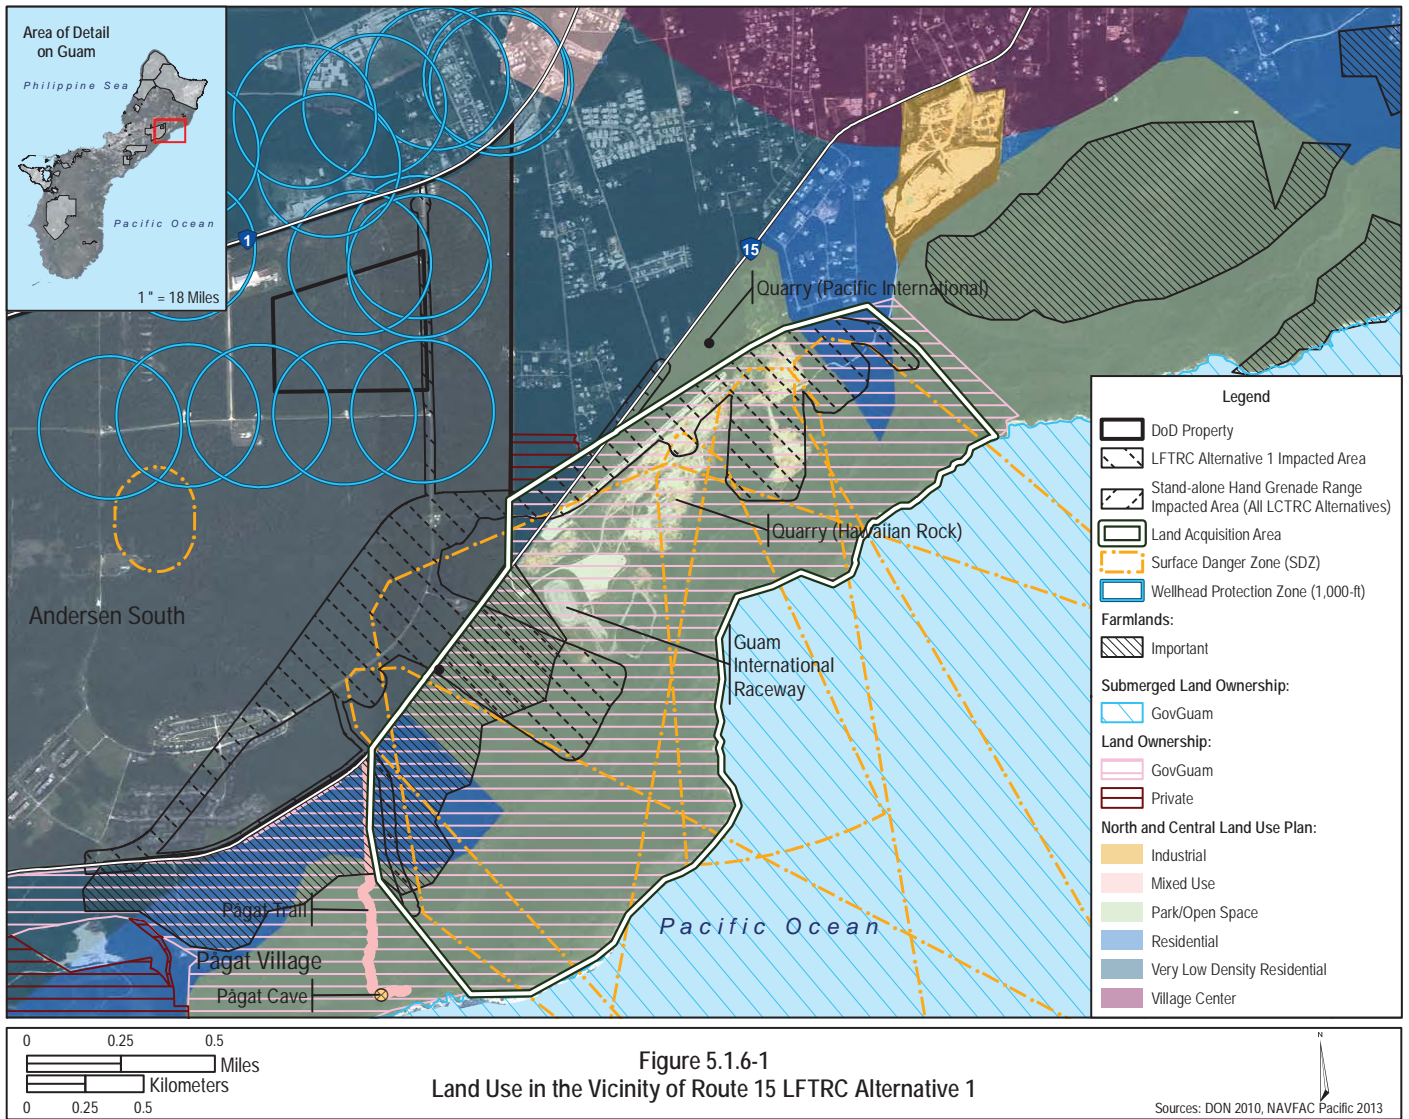 Area of Detail
on Guam
Philippine Sea
Pacific Ocean
1 " = 18 Miles
1
15
Quarry (Pacific International)
Quarry (Hawaiian Rock)
Andersen South
Guam
International
Raceway
Pågat Trail
Pågat Village
Pågat Cave
Pacific Ocean
Legend
DoD Property
LFTRC Alternative 1 Impacted Area
Stand-alone Hand Grenade Range
Impacted Area (All LCTRC Alternatives)
Land Acquisition Area
Surface Danger Zone (SDZ)
Wellhead Protection Zone (1,000-ft)
Farmlands:
Important
Submerged Land Ownership:
GovGuam
Land Ownership:
GovGuam
Private
North and Central Land Use Plan:
Industrial
Mixed Use
Park/Open Space
Residential
Very Low Density Residential
Village Center
0 0.25 0.5
Miles
Kilometers
0 0.25 0.5
Figure 5.1.6-1
Land Use in the Vicinity of Route 15 LFTRC Alternative 1
N
Sources: DON 2010, NAVFAC Pacific 2013